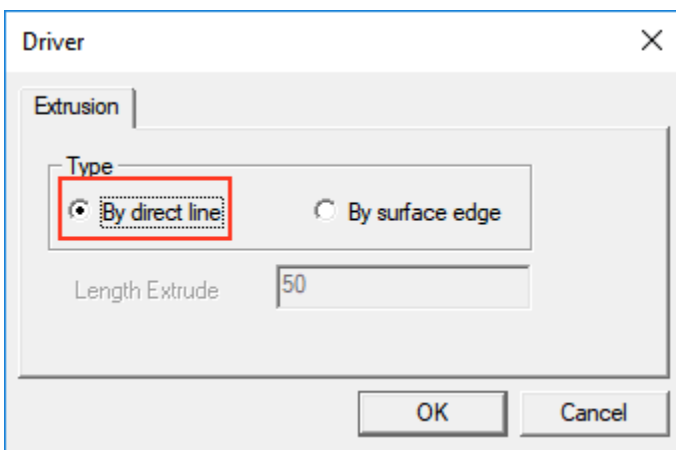 Driver
Extrusion
Type
By direct line By surface edge
Length Extrude 50
OK Cancel